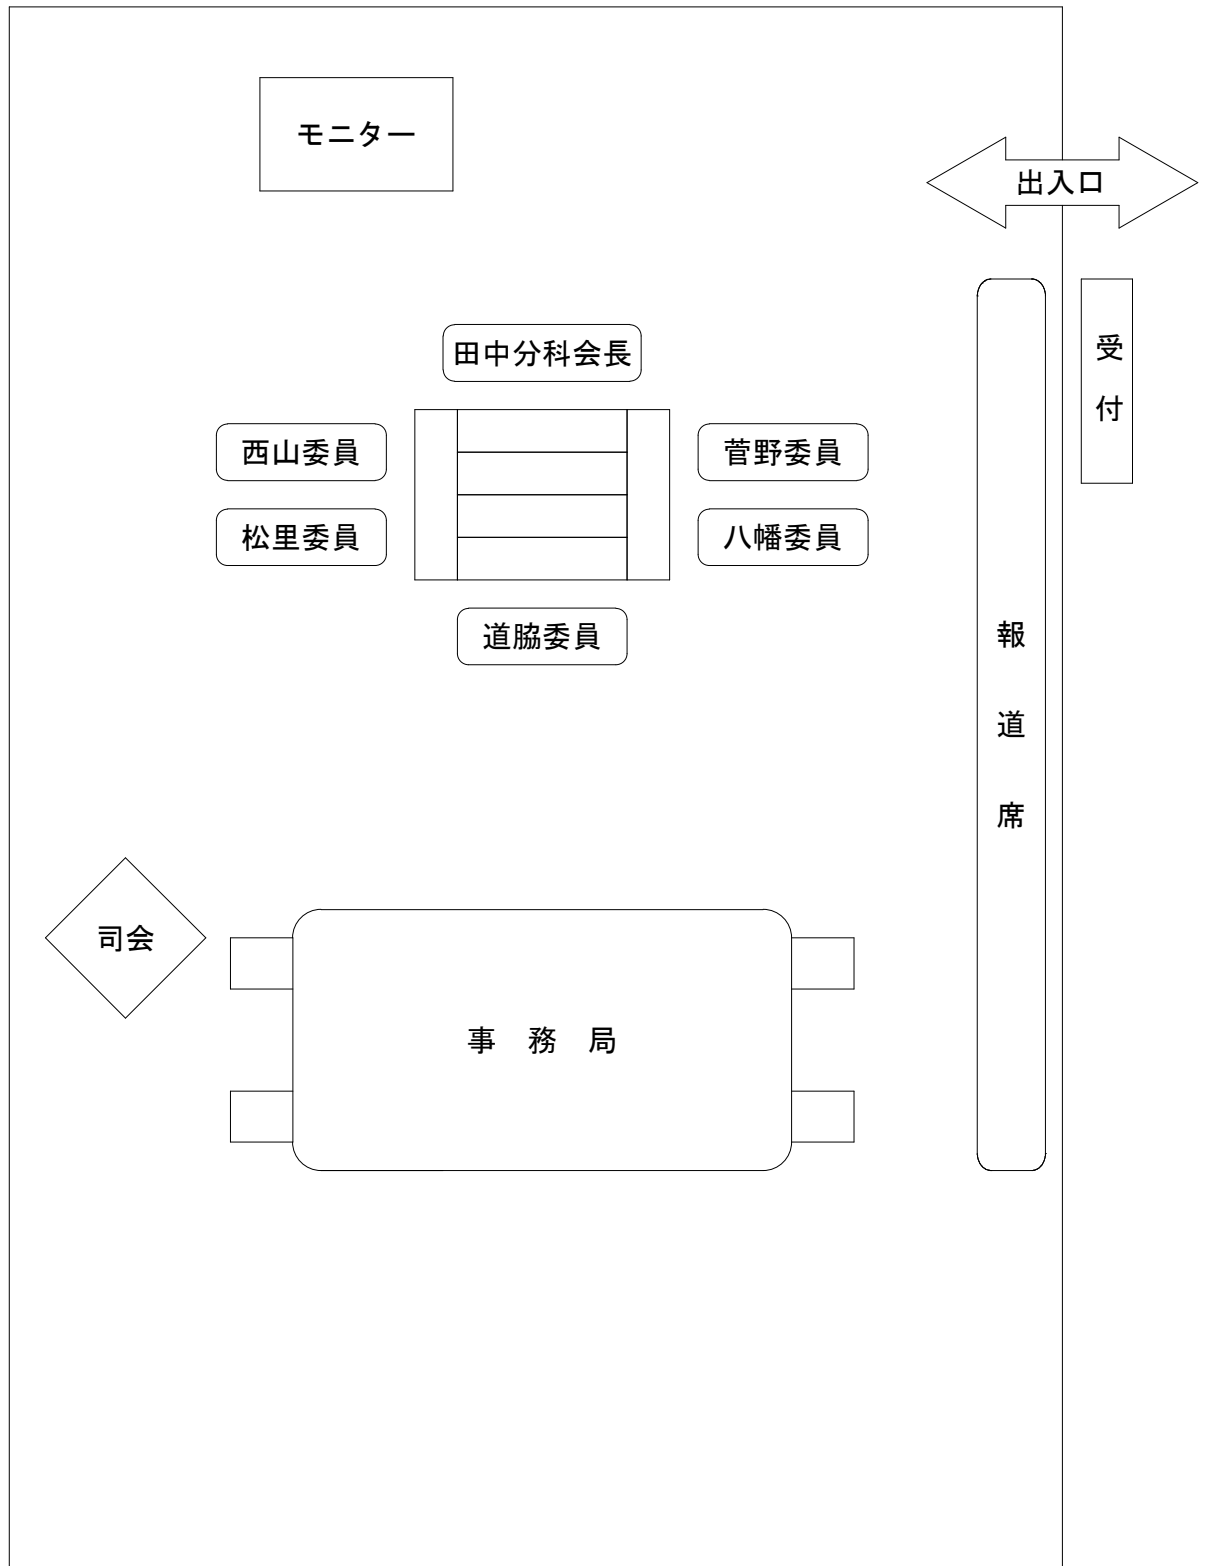 モニター
出入口
受付
田中分科会長
西山委員
菅野委員
松里委員
八幡委員
道脇委員
報道席
司会
事　務　局